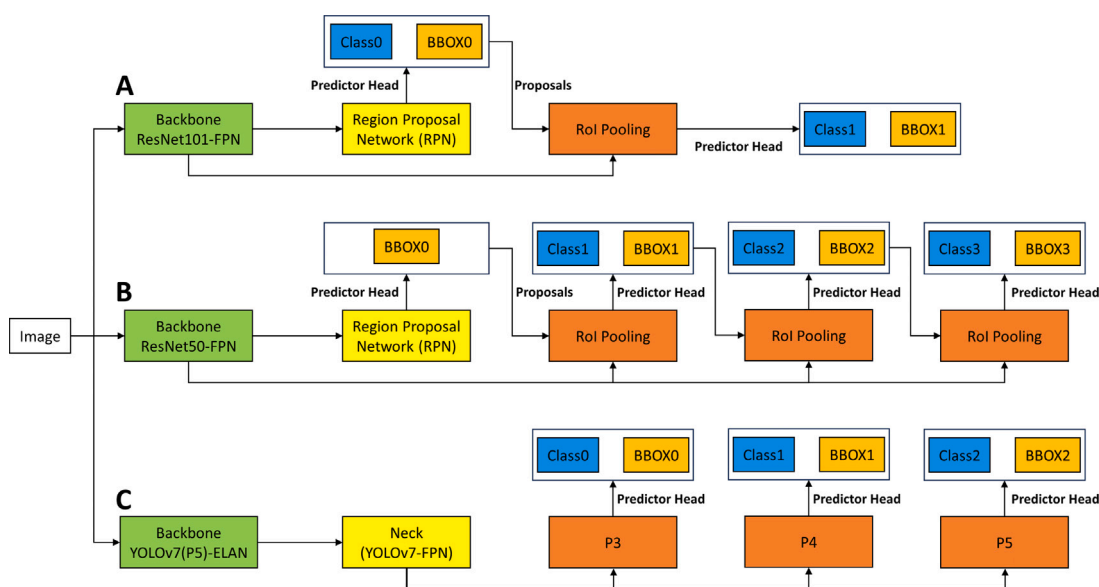 Class0 BBOX0
Predictor Head
Proposals
A
Backbone
ResNet101-FPN
Region Proposal
Network (RPN)
RoI Pooling
Predictor Head
Class1 BBOX1
BBOX0
Class1 BBOX1
Class2 BBOX2
Class3 BBOX3
Predictor Head
Proposals
Predictor Head
Predictor Head
Predictor Head
B
Image
Backbone
ResNet50-FPN
Region Proposal
Network (RPN)
RoI Pooling
RoI Pooling
RoI Pooling
Class0 BBOX0
Class1 BBOX1
Class2 BBOX2
Predictor Head
Predictor Head
Predictor Head
C
Backbone
YOLOv7(P5)-ELAN
Neck
(YOLOv7-FPN)
P3
P4
P5